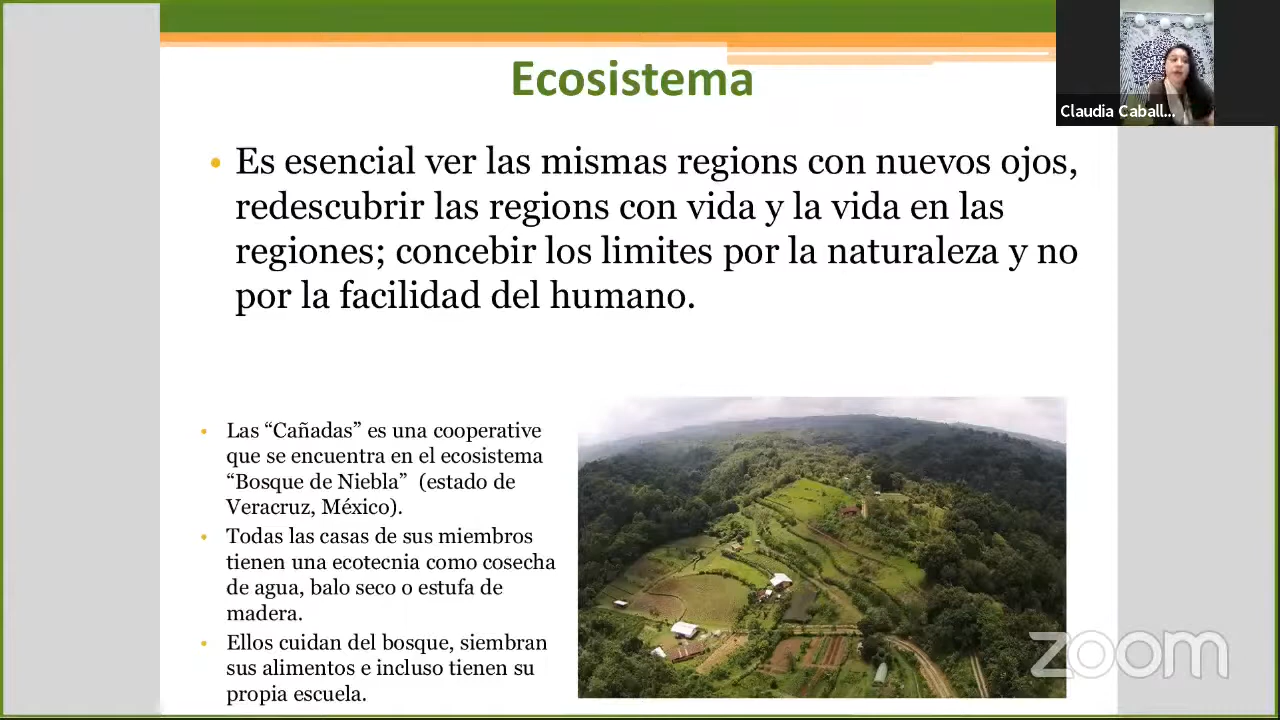 Ecosistema
Claudia Caball...
• Es esencial ver las mismas regions con nuevos ojos,
redescubrir las regions con vida y la vida en las
regiones; concebir los limites por la naturaleza y no
por la facilidad del humano.
• Las “Cañadas” es una cooperative
que se encuentra en el ecosistema
“Bosque de Niebla” (estado de
Veracruz, México).
• Todas las casas de sus miembros
tienen una ecotecnia como cosecha
de agua, balo seco o estufa de
madera.
• Ellos cuidan del bosque, siembran
sus alimentos e incluso tienen su
propia escuela.
zoom